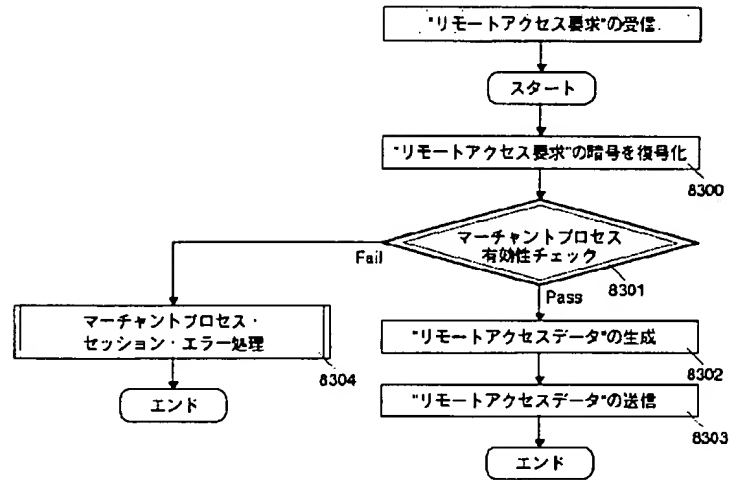 "リモートアクセス要求"の受信
スタート
"リモートアクセス要求"の暗号を復号化
8300
マーチャントプロセス
有効性チェック
8301
Fail
Pass
マーチャントプロセス・
セッション・エラー処理
8304
エンド
"リモートアクセスデータ"の生成
8302
"リモートアクセスデータ"の送信
8303
エンド